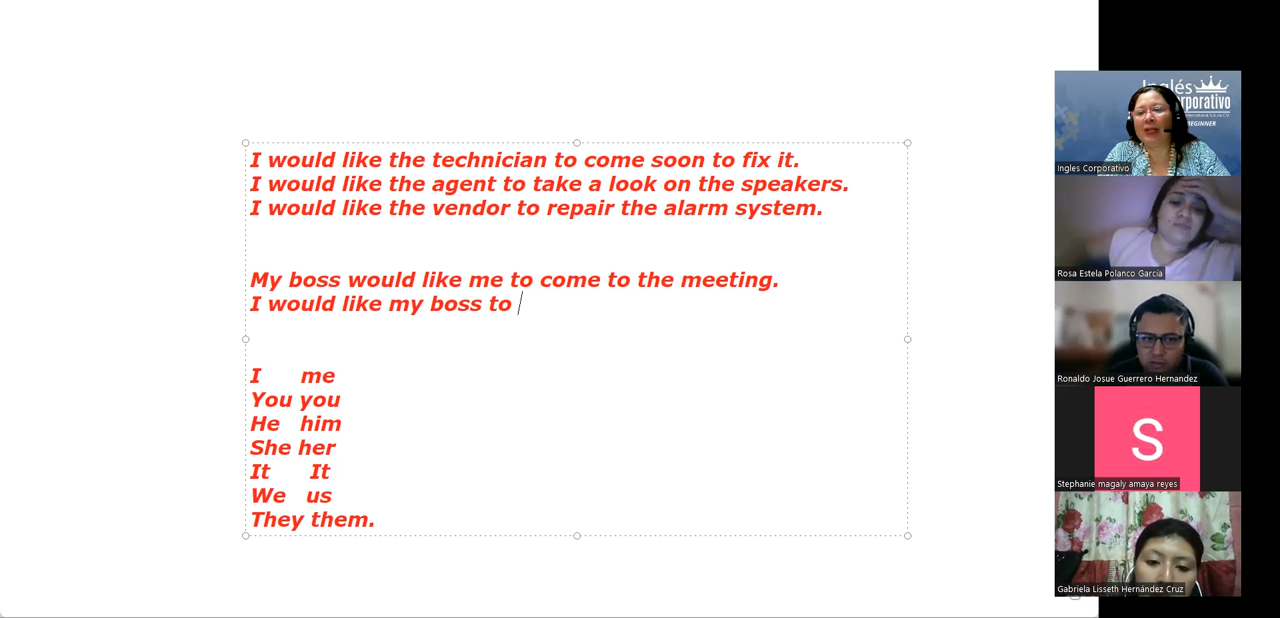 I would like the technician to come soon to fix it.
I would like the agent to take a look on the speakers.
I would like the vendor to repair the alarm system.
My boss would like me to come to the meeting.
I would like my boss to
I me
You you
He him
She her
It It
We us
They them.
Inglés
BEGINNER
Ingles Corporativo
Rosa Estela Polanco García
Ronaldo Josue Guerrero Hernandez
S
Stephanie magaly amaya reyes
Gabriela Lisseth Hernández Cruz